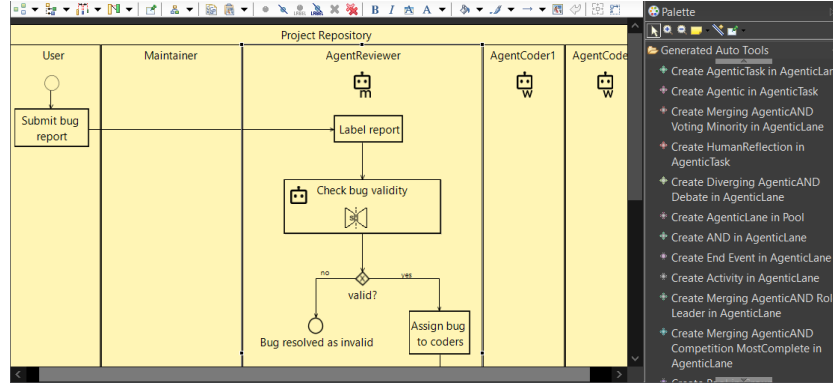 B I A
Palette
Project Repository
User
Maintainer
AgentReviewer
AgentCoder1
AgentCode
m
w
w
Submit bug
report
Label report
Check bug validity
no
yes
valid?
Bug resolved as invalid
Assign bug
to coders
Generated Auto Tools
Create AgenticTask in AgenticLan
Create Agentic in AgenticTask
Create Merging AgenticAND
Voting Minority in AgenticLane
Create HumanReflection in
AgenticTask
Create Diverging AgenticAND
Debate in AgenticLane
Create AgenticLane in Pool
Create AND in AgenticLane
Create End Event in AgenticLane
Create Activity in AgenticLane
Create Merging AgenticAND Rol
Leader in AgenticLane
Create Merging AgenticAND
Competition MostComplete in
AgenticLane